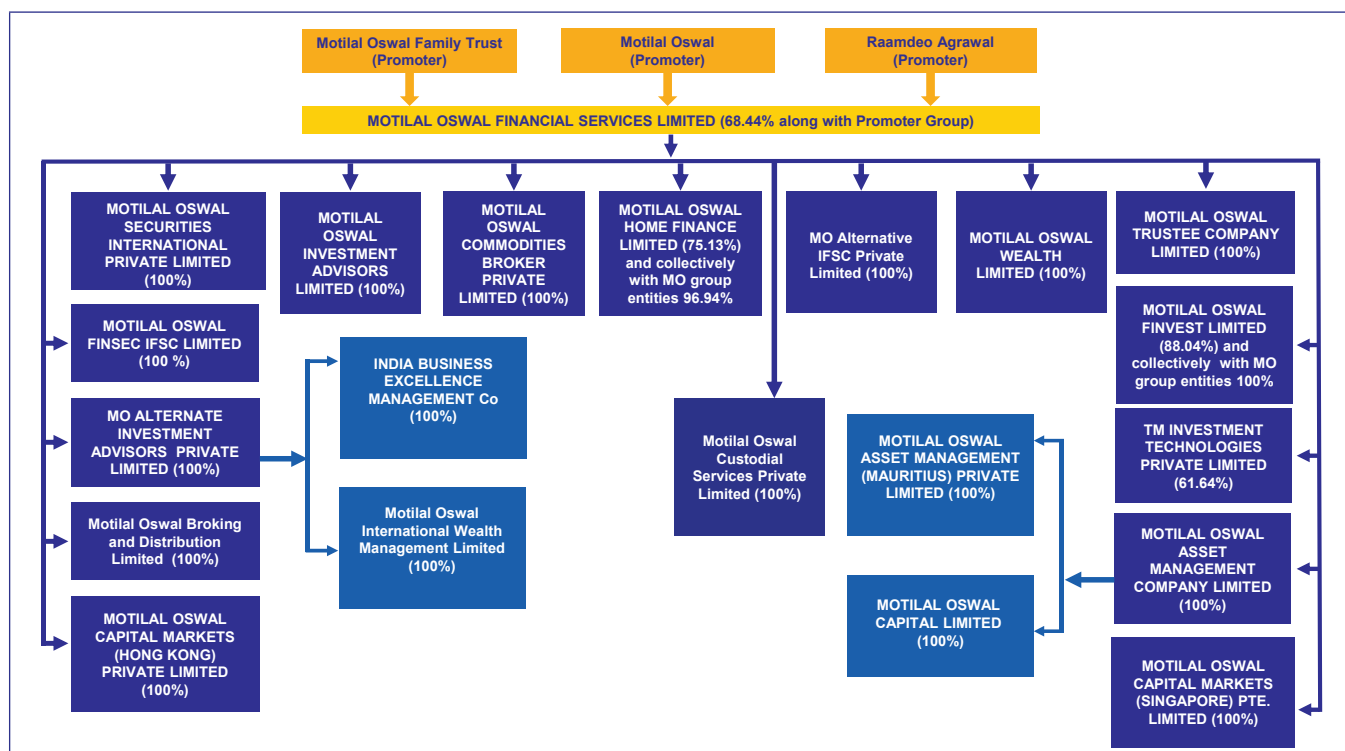 Motilal Oswal Family Trust
(Promoter)
Motilal Oswal
(Promoter)
Raamdeo Agrawal
(Promoter)
MOTILAL OSWAL FINANCIAL SERVICES LIMITED (68.44% along with Promoter Group)
MOTILAL OSWAL
SECURITIES
INTERNATIONAL
PRIVATE LIMITED
(100%)
MOTILAL
OSWAL
INVESTMENT
ADVISORS
LIMITED (100%)
MOTILAL
OSWAL
COMMODITIES
BROKER
PRIVATE
LIMITED (100%)
MOTILAL OSWAL
HOME FINANCE
LIMITED (75.13%)
and collectively
with MO group
entities 96.94%
MO Alternative
IFSC Private
Limited (100%)
MOTILAL OSWAL
WEALTH
LIMITED (100%)
MOTILAL OSWAL
TRUSTEE COMPANY
LIMITED (100%)
MOTILAL OSWAL
FINSEC IFSC LIMITED
(100 %)
MO ALTERNATE
INVESTMENT
ADVISORS PRIVATE
LIMITED (100%)
Motilal Oswal Broking
and Distribution
Limited (100%)
MOTILAL OSWAL
CAPITAL MARKETS
(HONG KONG)
PRIVATE LIMITED
(100%)
INDIA BUSINESS
EXCELLENCE
MANAGEMENT Co
(100%)
Motilal Oswal
International Wealth
Management Limited
(100%)
Motilal Oswal
Custodial
Services Private
Limited (100%)
MOTILAL OSWAL
ASSET MANAGEMENT
(MAURITIUS) PRIVATE
LIMITED (100%)
MOTILAL OSWAL
CAPITAL LIMITED
(100%)
MOTILAL OSWAL
FINVEST LIMITED
(88.04%) and
collectively with MO
group entities 100%
TM INVESTMENT
TECHNOLOGIES
PRIVATE LIMITED
(61.64%)
MOTILAL OSWAL
ASSET
MANAGEMENT
COMPANY LIMITED
(100%)
MOTILAL OSWAL
CAPITAL MARKETS
(SINGAPORE) PTE.
LIMITED (100%)